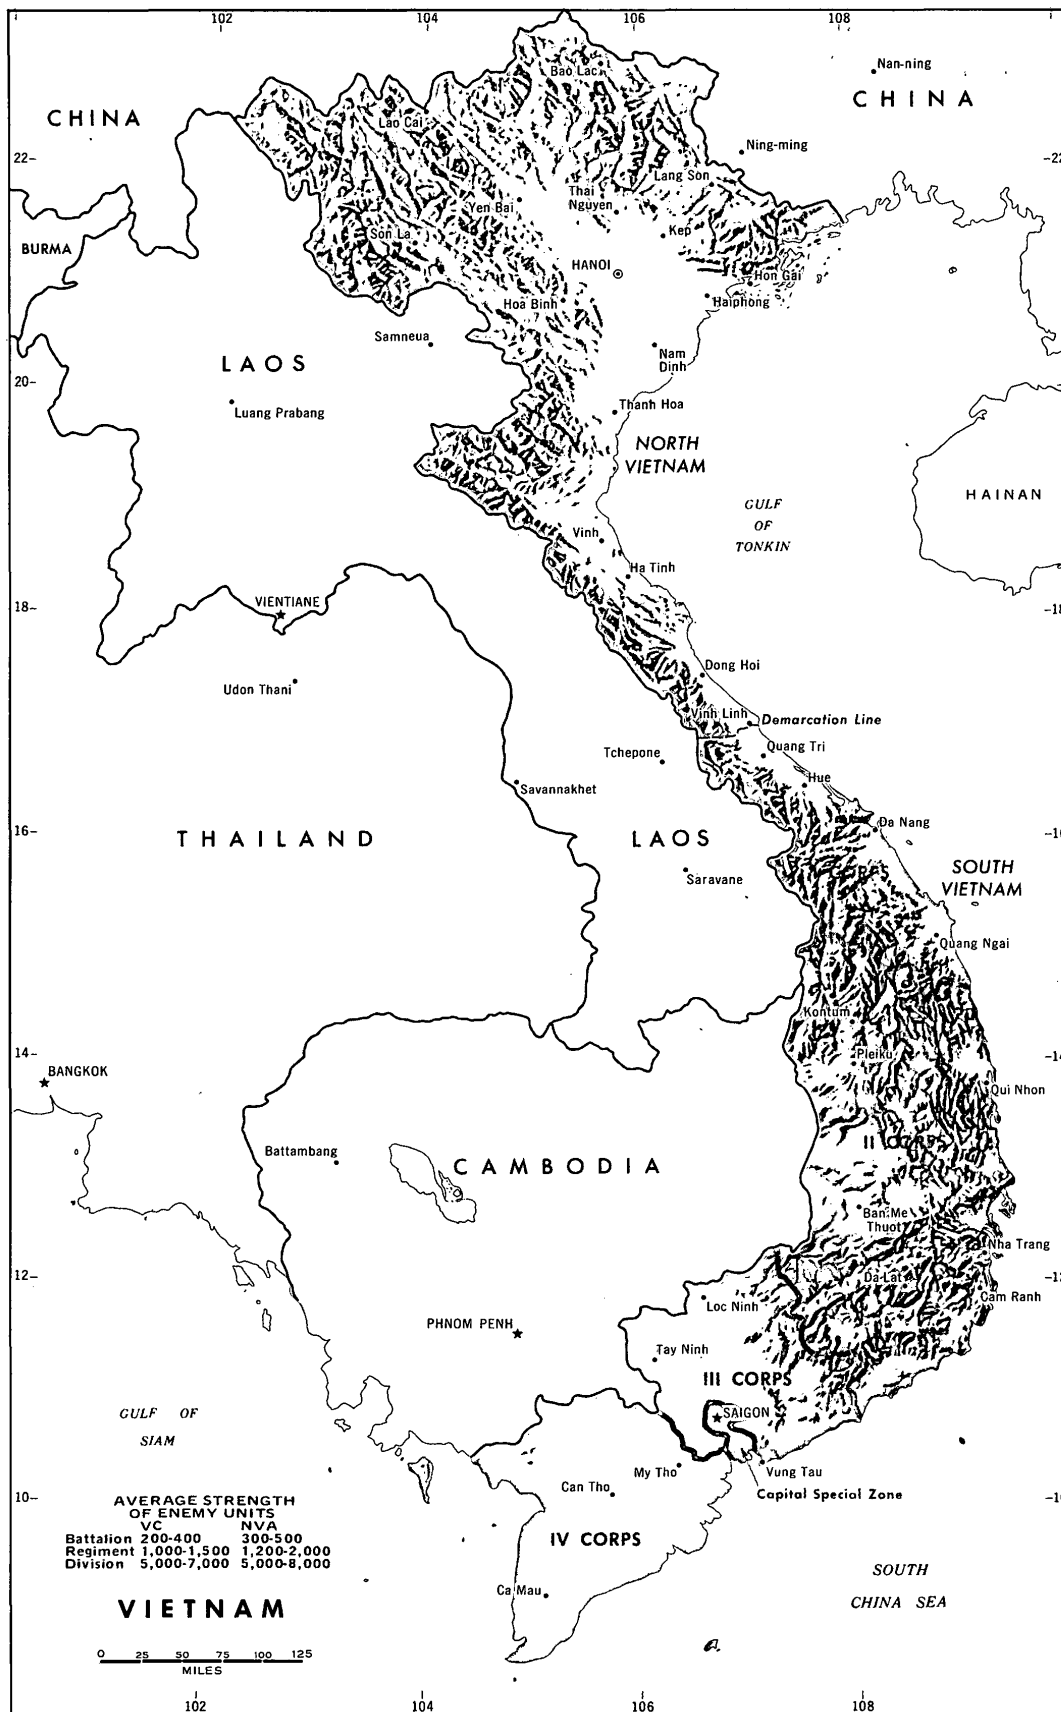 102
104
106
108
Bao Lac
Nan-ning
CHINA
CHINA
Lao Cai
Ning-ming
22-
Lang Son
Thai
Nguyen
Yen Bai
Kep
Son La
BURMA
HANOI
Hon Gai
Hoa Binh
Haiphong
Samneua
Nam
Dinh
LAOS
20-
Luang Prabang
Thanh Hoa
NORTH
VIETNAM
HAINAN
GULF
OF
TONKIN
Vinh
Ha Tinh
VIENTIANE
18-
Dong Hoi
Udon Thani
Vinh Linh
Demarcation Line
Quang Tri
Tchepone
Hue
Savannakhet
Da Nang
16-
THAILAND
LAOS
SOUTH
VIETNAM
CORPS
Saravane
Quang Ngai
Kontum
14-
-14
Pleiku
BANGKOK
Qui Nhon
II CORPS
Battambang
CAMBODIA
Ban Me
Thuot
Nha Trang
12-
Da Lat
Cam Ranh
Loc Ninh
PHNOM PENH
Tay Ninh
III CORPS
SAIGON
GULF OF
SIAM
My Tho
Vung Tau
Can Tho
Capital Special Zone
10-
AVERAGE STRENGTH
OF ENEMY UNITS
VC NVA
Battalion 200-400 300-500
Regiment 1,000-1,500 1,200-2,000
Division 5,000-7,000 5,000-8,000
IV CORPS
SOUTH
CHINA SEA
Ca Mau
VIETNAM
0 25 50 75 100 125
MILES
102
104
106
108